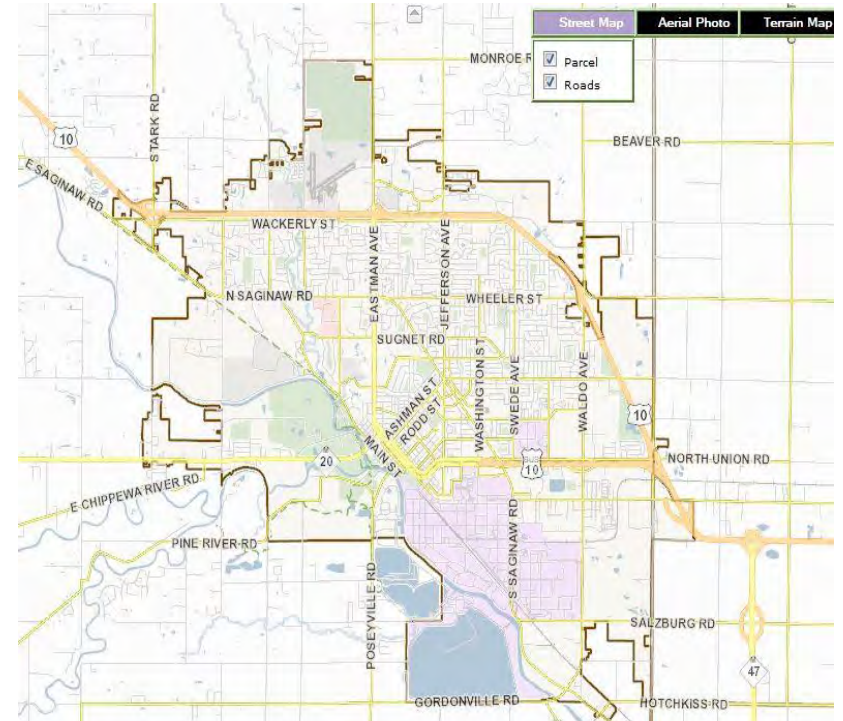 Street Map Aerial Photo Terrain Map
Parcel
Roads
MONROE R
10
STARK RD
BEAVER RD
E SAGINAW RD
WACKERLY ST
EASTMAN AVE
JEFFERSON AVE
N SAGINAW RD
WHEELER ST
SUGNET RD
ASHMAN ST
RODD ST
WASHINGTON ST
SWEDE AVE
WALDO AVE
10
MAIN ST
M
20
BUS
10
NORTH UNION RD
E CHIPPEWA RIVER RD
PINE RIVER RD
S SAGINAW RD
POSEYVILLE RD
SALZBURG RD
M
47
GORDONVILLE RD
HOTCHKISS RD